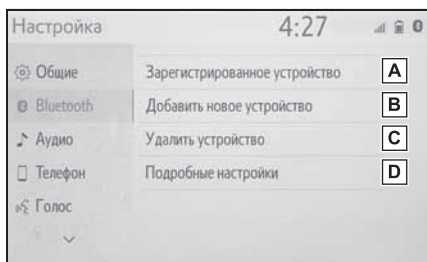 Настройка 4:27
Общие
Зарегистрированное устройство A
Bluetooth
Добавить новое устройство B
Аудио
Удалить устройство C
Телефон
Подробные настройки D
Голос